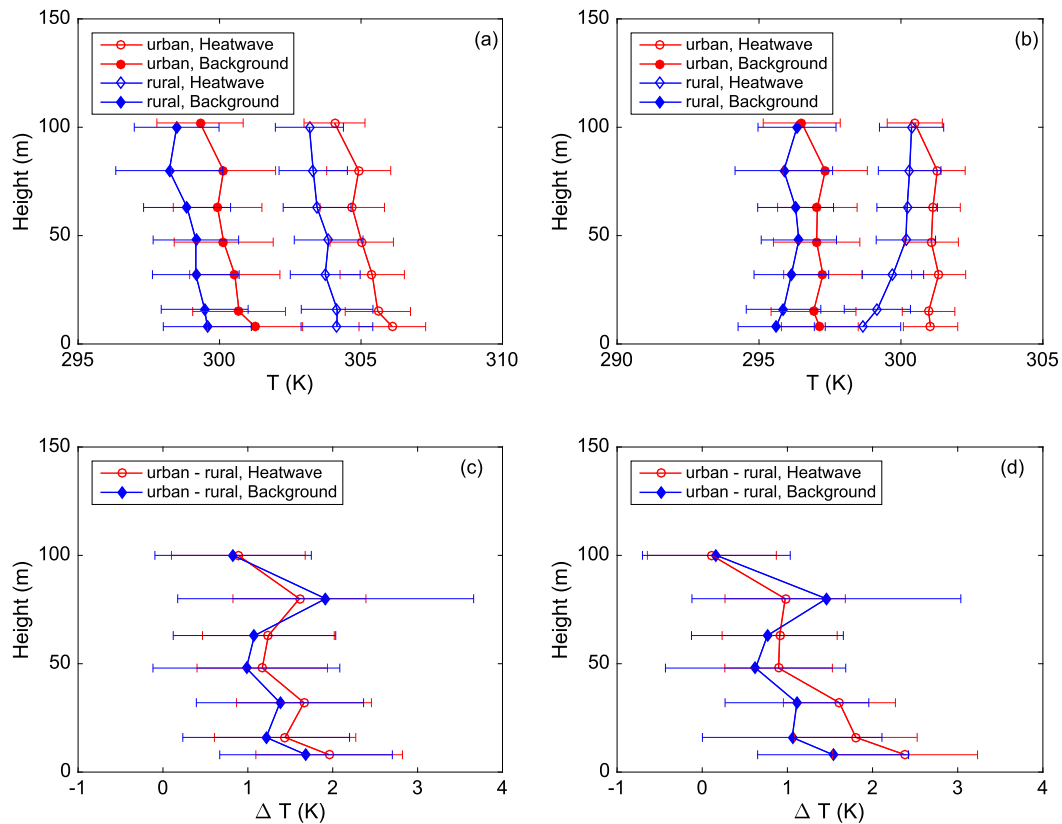 150
100
50
0
Height (m)
urban, Heatwave
urban, Background
rural, Heatwave
rural, Background
(a)
295
300
305
310
T (K)
150
100
50
0
Height (m)
urban, Heatwave
urban, Background
rural, Heatwave
rural, Background
(b)
290
295
300
305
T (K)
150
100
50
0
Height (m)
urban - rural, Heatwave
urban - rural, Background
(c)
-1
0
1
2
3
4
Δ T (K)
150
100
50
0
Height (m)
urban - rural, Heatwave
urban - rural, Background
(d)
-1
0
1
2
3
4
Δ T (K)